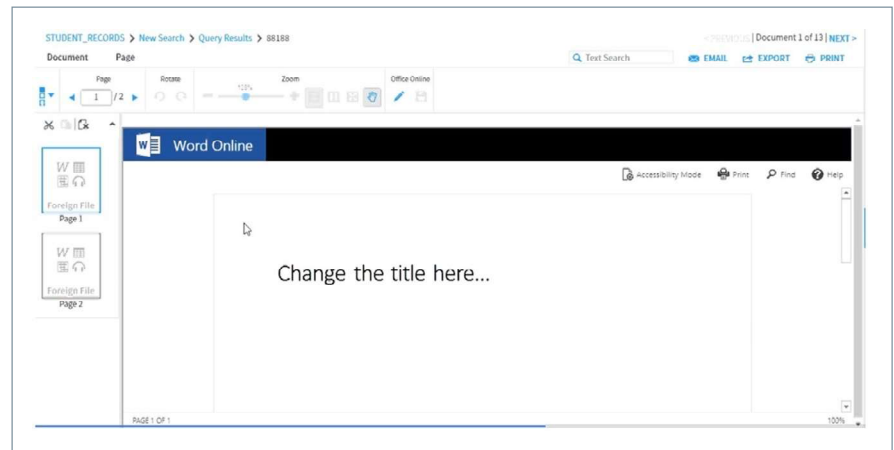 STUDENT_RECORDS > New Search > Query Results > 88188
<PREVIOUS | Document 1 of 13 | NEXT >
Document Page
Text Search EMAIL EXPORT PRINT
Page Rotate Zoom Office Online
1 / 2
Word Online
Accessibility Mode Print Find Help
W
Foreign File
Page 1
Change the title here...
W
Foreign File
Page 2
PAGE 1 OF 1 100%